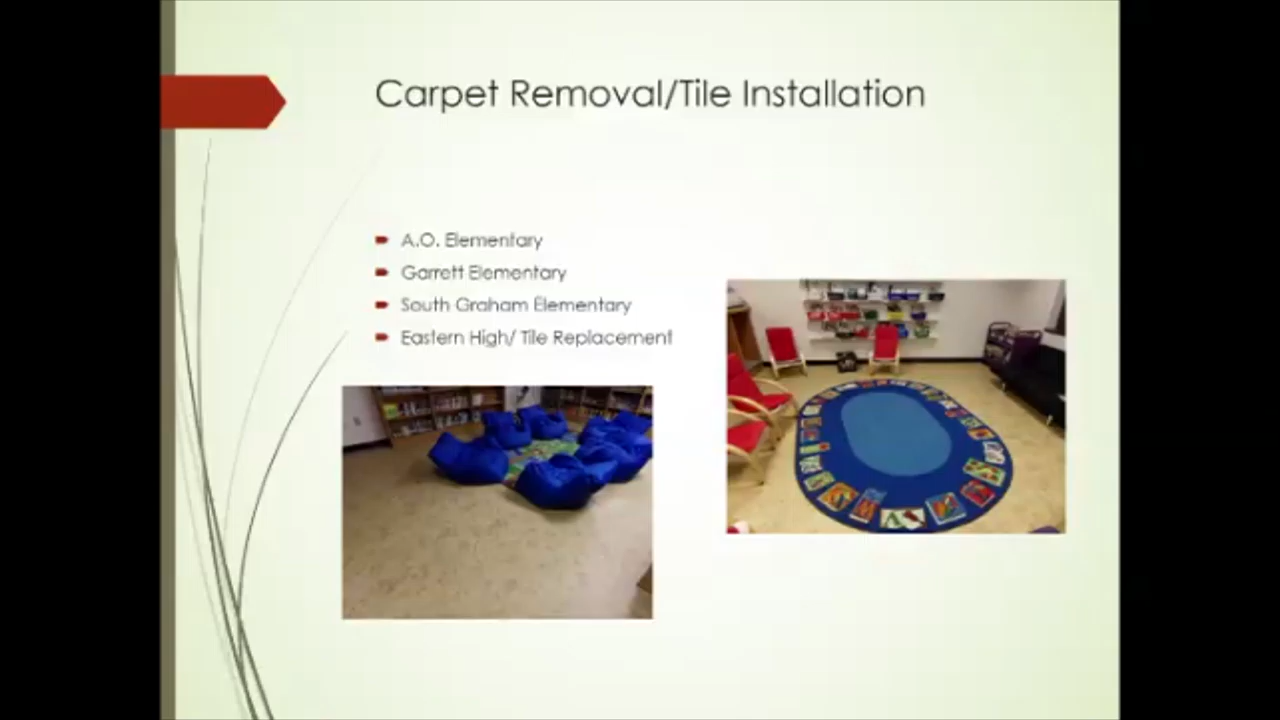 Carpet Removal/Tile Installation
A.O. Elementary
Garrett Elementary
South Graham Elementary
Eastern High/ Tile Replacement